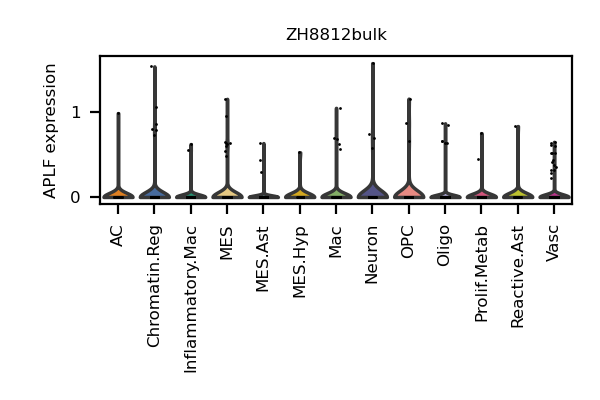 ZH8812bulk
APLF expression
1
0
AC
Chromatin.Reg
Inflammatory.Mac
MES
MES.Ast
MES.Hyp
Mac
Neuron
OPC
Oligo
Prolif.Metab
Reactive.Ast
Vasc